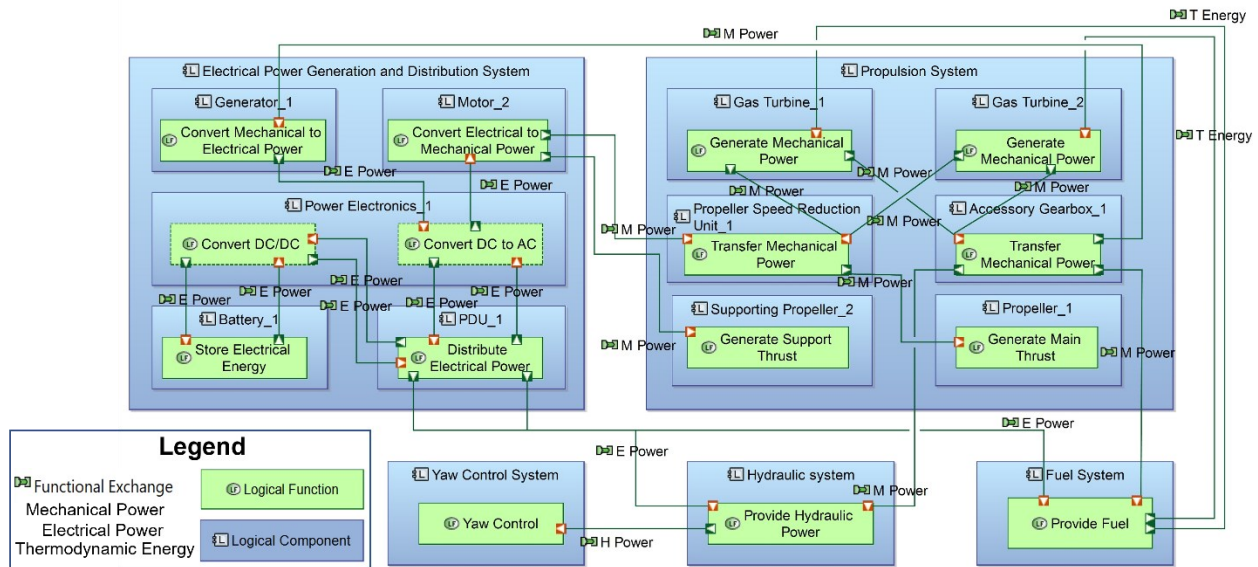 T Energy
M Power
Electrical Power Generation and Distribution System
Propulsion System
Generator_1
Motor_2
Gas Turbine_1
Gas Turbine_2
Convert Mechanical to
Electrical Power
Convert Electrical to
Mechanical Power
Generate Mechanical
Power
Generate
Mechanical Power
T Energy
E Power
E Power
M Power
M Power
M Power
Power Electronics_1
Propeller Speed Reduction
Unit_1
Accessory Gearbox_1
M Power
M Power
Convert DC/DC
Convert DC to AC
Transfer Mechanical
Power
Transfer
Mechanical Power
E Power
M Power
E Power
E Power
E Power
E Power
Battery_1
PDU_1
Supporting Propeller_2
Propeller_1
Store Electrical
Energy
Distribute
Electrical Power
M Power
Generate Support
Thrust
Generate Main
Thrust
M Power
Legend
E Power
E Power
Functional Exchange
Mechanical Power
Electrical Power
Thermodynamic Energy
Logical Function
Logical Component
Yaw Control System
Hydraulic system
Fuel System
M Power
Yaw Control
Provide Hydraulic
Power
Provide Fuel
H Power